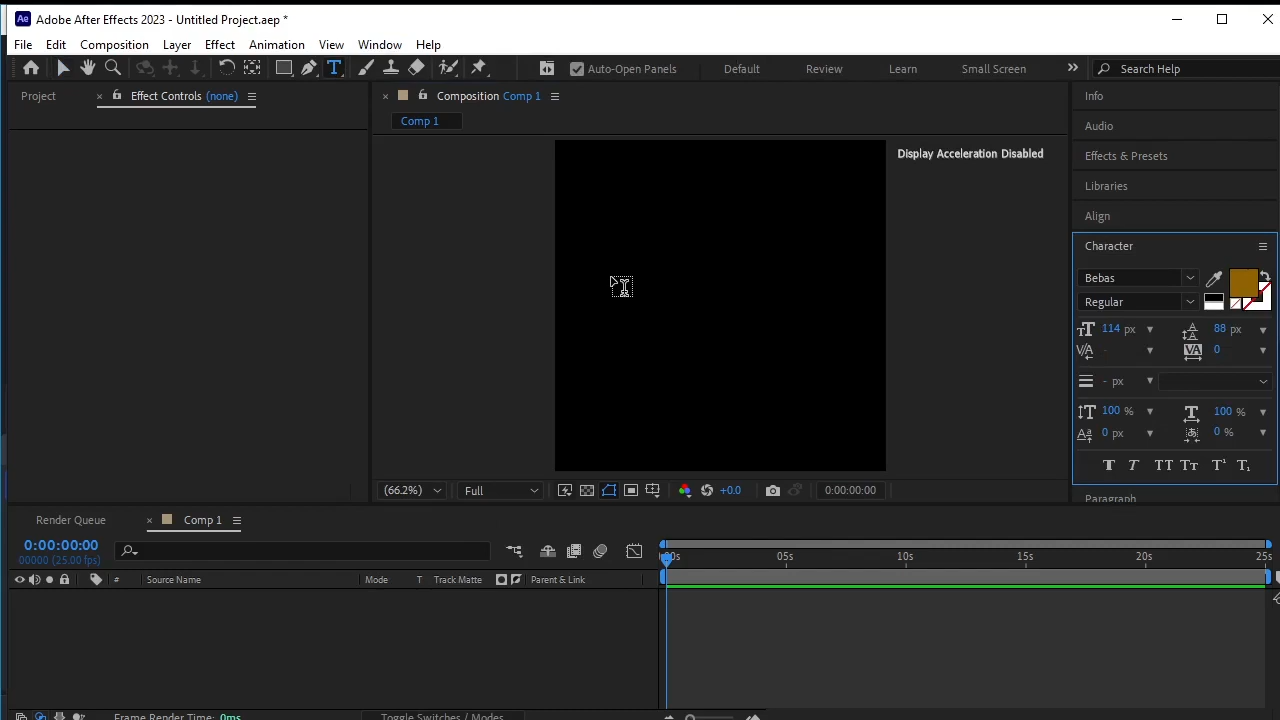 Ae Adobe After Effects 2023 - Untitled Project.aep *
File Edit Composition Layer Effect Animation View Window Help
T Auto-Open Panels Default Review Learn Small Screen » Search Help
Project × Effect Controls (none)
× Composition Comp 1
Comp 1
Display Acceleration Disabled
(66.2%) Full +0.0 0:00:00:00
Info
Audio
Effects & Presets
Libraries
Align
Character
Bebas
Regular
114 px 88 px
- 0
- px
100 % 100 %
0 px 0 %
T T TT Tt T¹ T₁
Paragraph
Render Queue × Comp 1
0:00:00:00
00000 (25.00 fps)
# Source Name Mode T Track Matte Parent & Link
05s 10s 15s 20s 25s
Frame Render Time: 0ms Toggle Switches / Modes